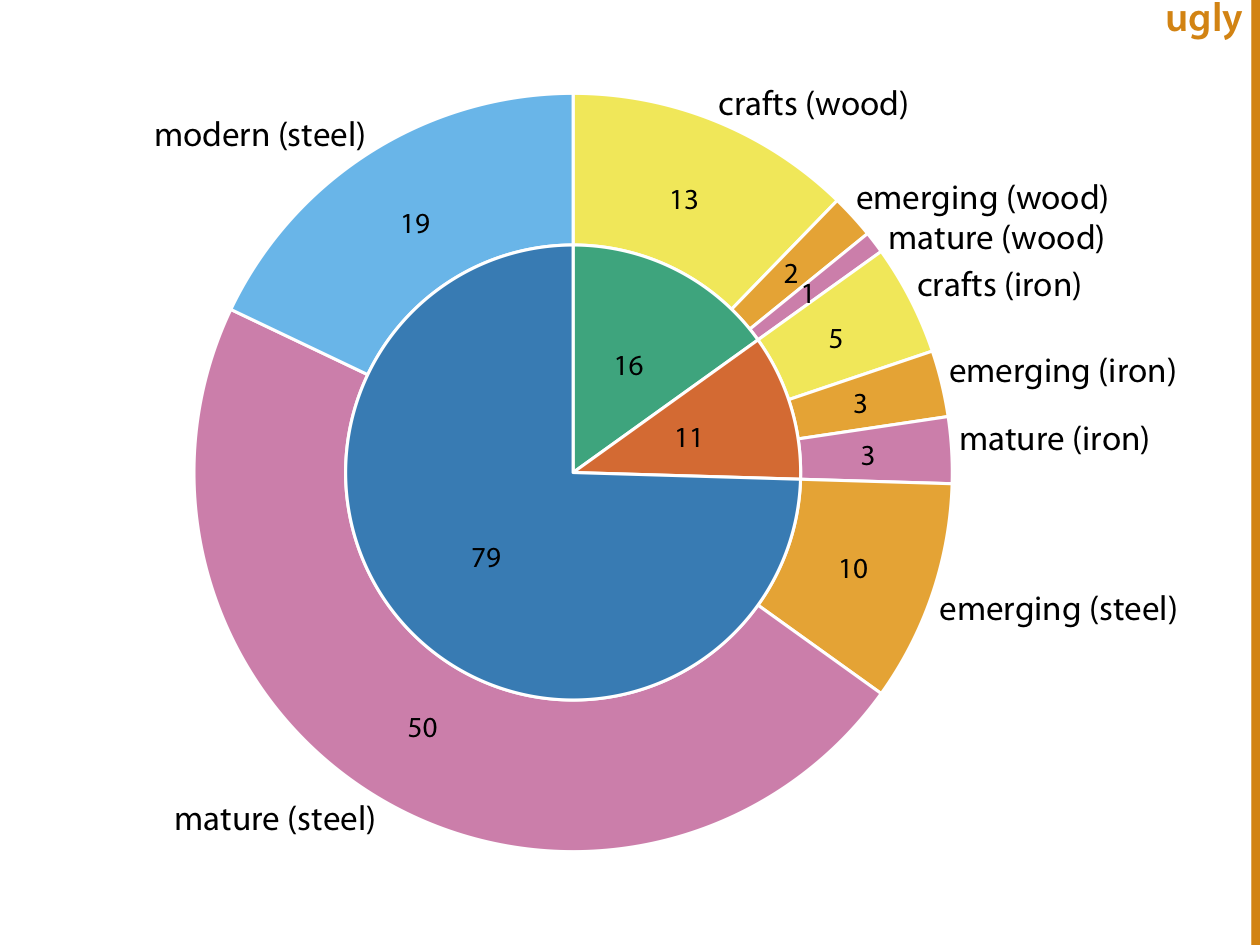 ugly
crafts (wood)
modern (steel)
emerging (wood)
13
19
mature (wood)
2
crafts (iron)
1
5
16
emerging (iron)
3
11
mature (iron)
3
79
10
emerging (steel)
50
mature (steel)